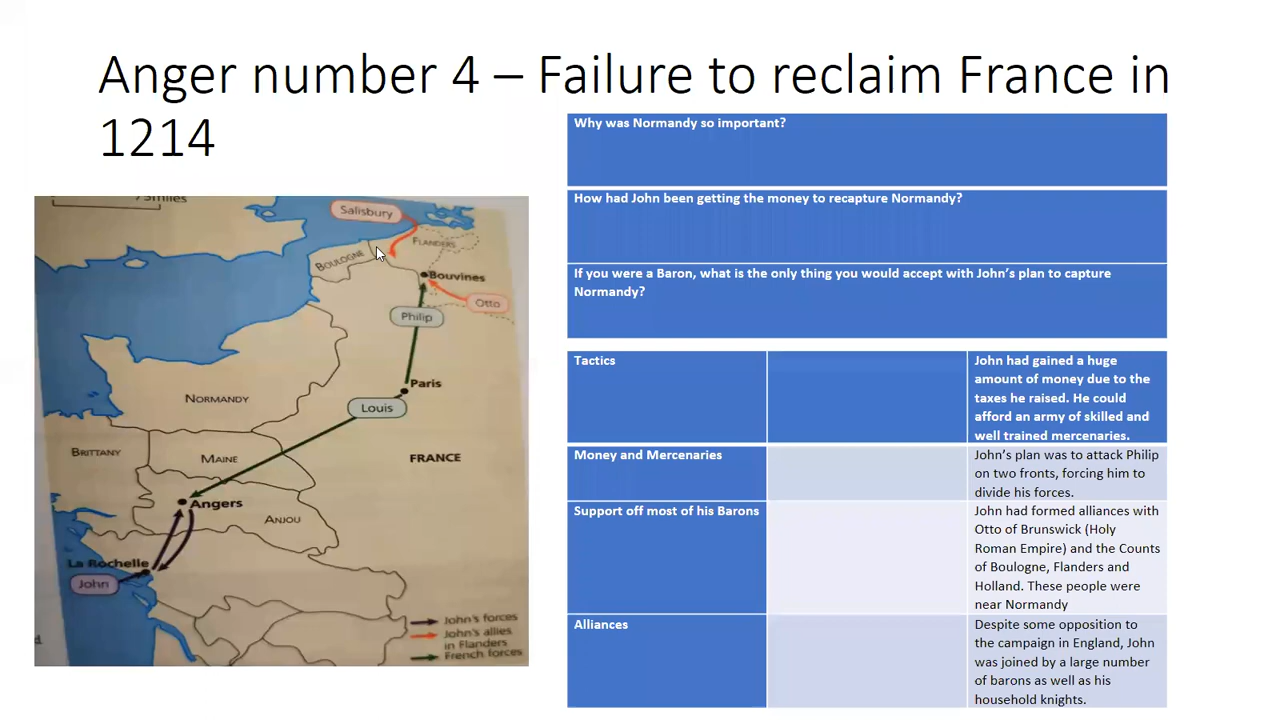 Anger number 4 – Failure to reclaim France in
1214
Why was Normandy so important?
How had John been getting the money to recapture Normandy?
If you were a Baron, what is the only thing you would accept with John's plan to capture
Normandy?
Tactics
John had gained a huge
amount of money due to the
taxes he raised. He could
afford an army of skilled and
well trained mercenaries.
Money and Mercenaries
John's plan was to attack Philip
on two fronts, forcing him to
divide his forces.
Support off most of his Barons
John had formed alliances with
Otto of Brunswick (Holy
Roman Empire) and the Counts
of Boulogne, Flanders and
Holland. These people were
near Normandy
Alliances
Despite some opposition to
the campaign in England, John
was joined by a large number
of barons as well as his
household knights.
Salisbury
FLANDERS
BOULOGNE
Bouvines
Otto
Philip
Paris
Louis
NORMANDY
BRITTANY
MAINE
FRANCE
Angers
ANJOU
La Rochelle
John
John's forces
John's allies
in Flanders
French forces